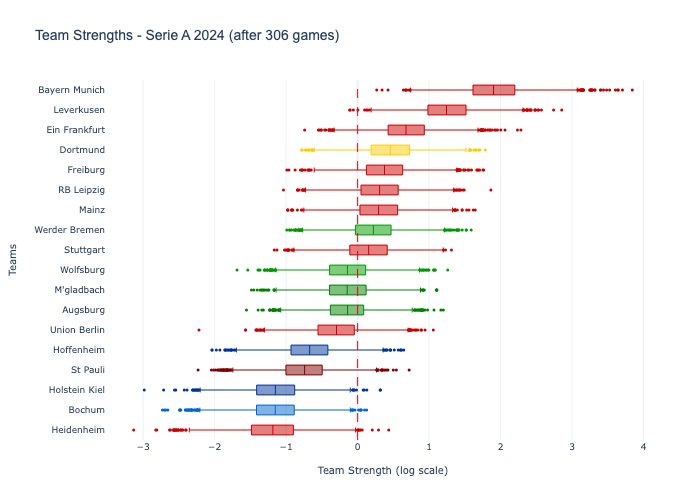 Team Strengths - Serie A 2024 (after 306 games)
Bayern Munich
Leverkusen
Ein Frankfurt
Dortmund
Freiburg
RB Leipzig
Mainz
Werder Bremen
Stuttgart
Wolfsburg
M'gladbach
Augsburg
Union Berlin
Hoffenheim
St Pauli
Holstein Kiel
Bochum
Heidenheim
Teams
−3 −2 −1 0 1 2 3 4
Team Strength (log scale)